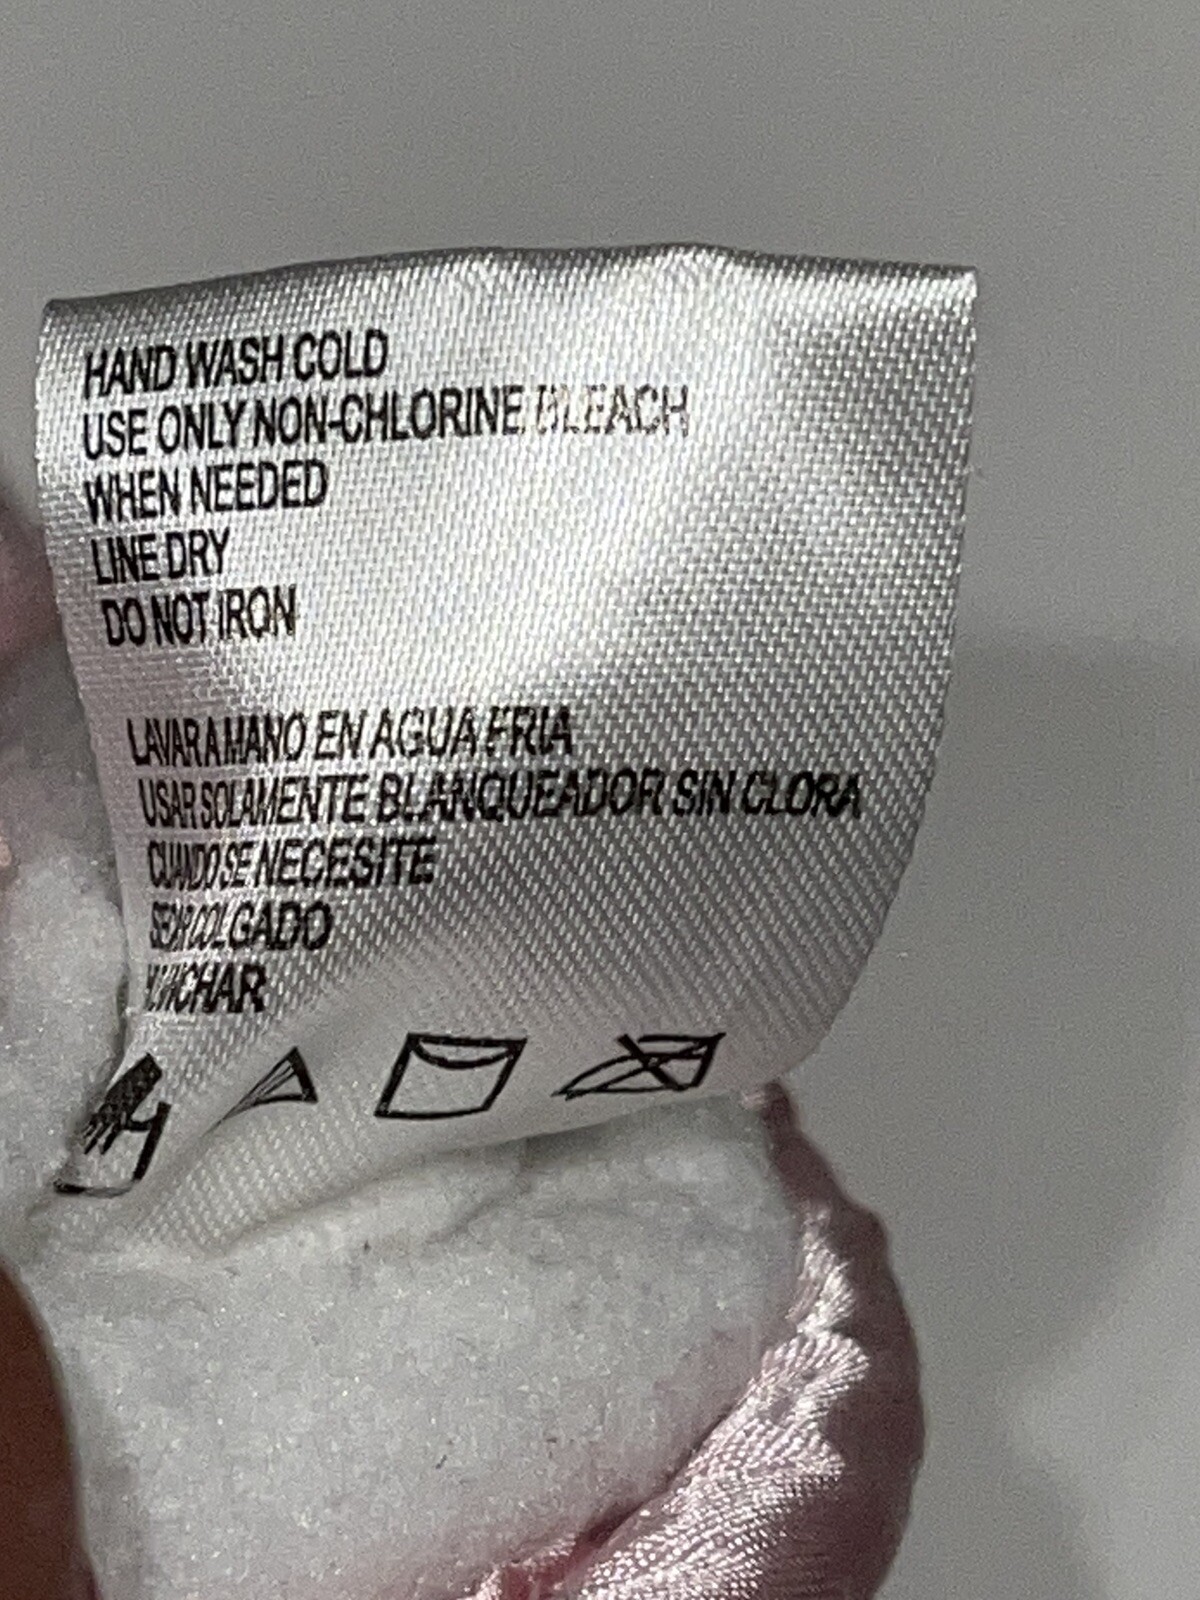 HAND WASH COLD
USE ONLY NON-CHLORINE BLEACH
WHEN NEEDED
LINE DRY
DO NOT IRON
LAVAR A MANO EN AGUA FRIA
USAR SOLAMENTE BLANQUEADOR SIN CLORA
CUANDO SE NECESITE
COLGADO